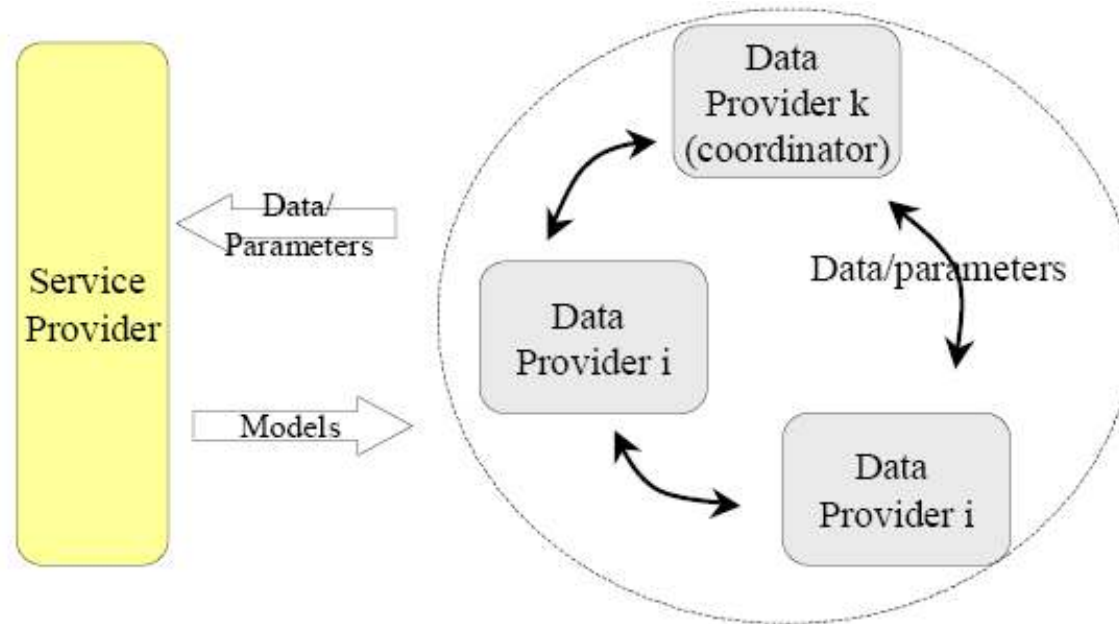 Data
Provider k
(coordinator)
Data/
Parameters
Data/parameters
Service
Provider
Data
Provider i
Models
Data
Provider i